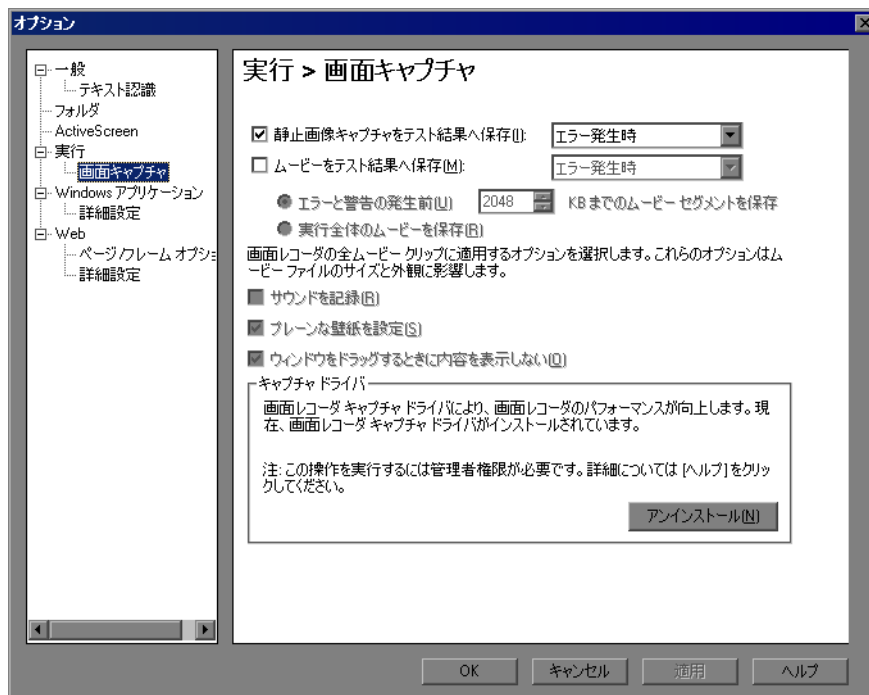 オプション
一般
テキスト認識
フォルダ
ActiveScreen
実行
画面キャプチャ
Windows アプリケーション
詳細設定
Web
ページ/フレーム オプショ
詳細設定
実行 > 画面キャプチャ
静止画像キャプチャをテスト結果へ保存(I): エラー発生時
ムービーをテスト結果へ保存(M): エラー発生時
エラーと警告の発生前(U) 2048 KBまでのムービー セグメントを保存
実行全体のムービーを保存(R)
画面レコーダの全ムービー クリップに適用するオプションを選択します。これらのオプションはム
ービー ファイルのサイズと外観に影響します。
サウンドを記録(R)
プレーンな壁紙を設定(S)
ウィンドウをドラッグするときに内容を表示しない(O)
キャプチャ ドライバ
画面レコーダ キャプチャ ドライバにより、画面レコーダのパフォーマンスが向上します。現
在、画面レコーダ キャプチャ ドライバがインストールされています。
注: この操作を実行するには管理者権限が必要です。詳細については [ヘルプ] をクリッ
クしてください。
アンインストール(N)
OK キャンセル 適用 ヘルプ